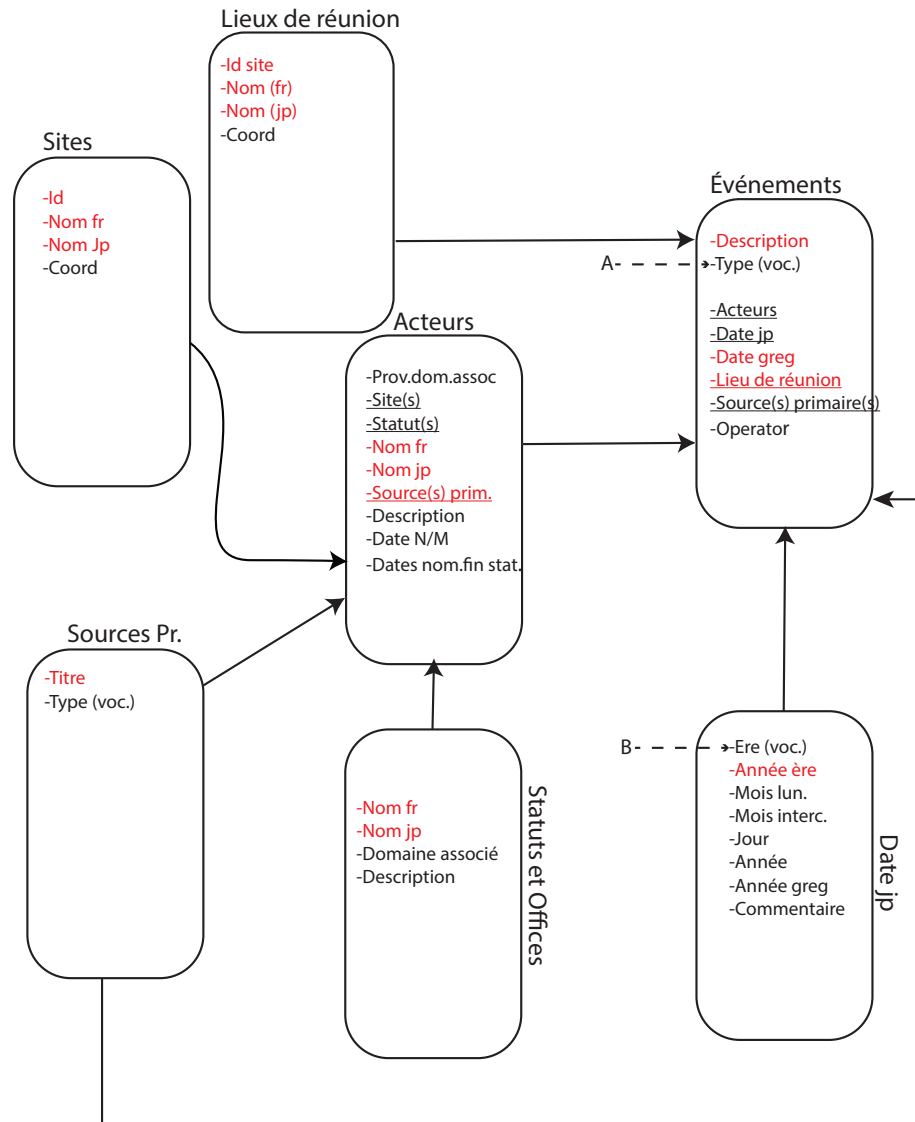 Lieux de réunion
-Id site
-Nom (fr)
-Nom (jp)
-Coord
Sites
-Id
-Nom fr
-Nom Jp
-Coord
Événements
-Description
A
-Type (voc.)
-Acteurs
-Date jp
-Date greg
-Lieu de réunion
-Source(s) primaire(s)
-Operator
Acteurs
-Prov.dom.assoc
-Site(s)
-Statut(s)
-Nom fr
-Nom jp
-Source(s) prim.
-Description
-Date N/M
-Dates nom.fin stat.
Sources Pr.
-Titre
-Type (voc.)
Statuts et Offices
-Nom fr
-Nom jp
-Domaine associé
-Description
Date jp
B
-Ere (voc.)
-Année ère
-Mois lun.
-Mois interc.
-Jour
-Année
-Année greg
-Commentaire